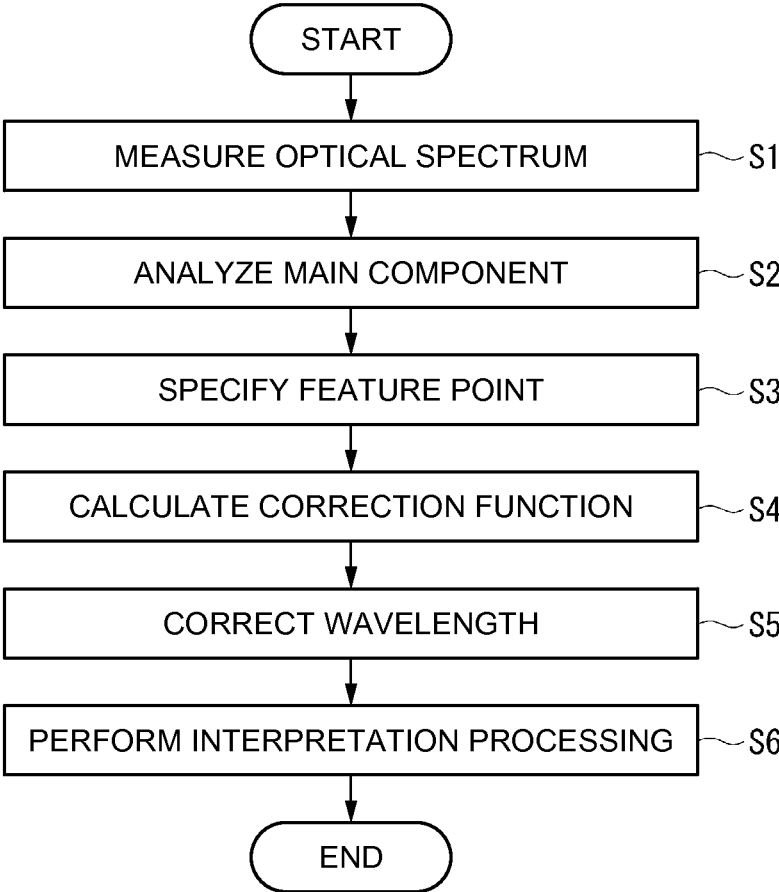 START
MEASURE OPTICAL SPECTRUM S1
ANALYZE MAIN COMPONENT S2
SPECIFY FEATURE POINT S3
CALCULATE CORRECTION FUNCTION S4
CORRECT WAVELENGTH S5
PERFORM INTERPRETATION PROCESSING S6
END